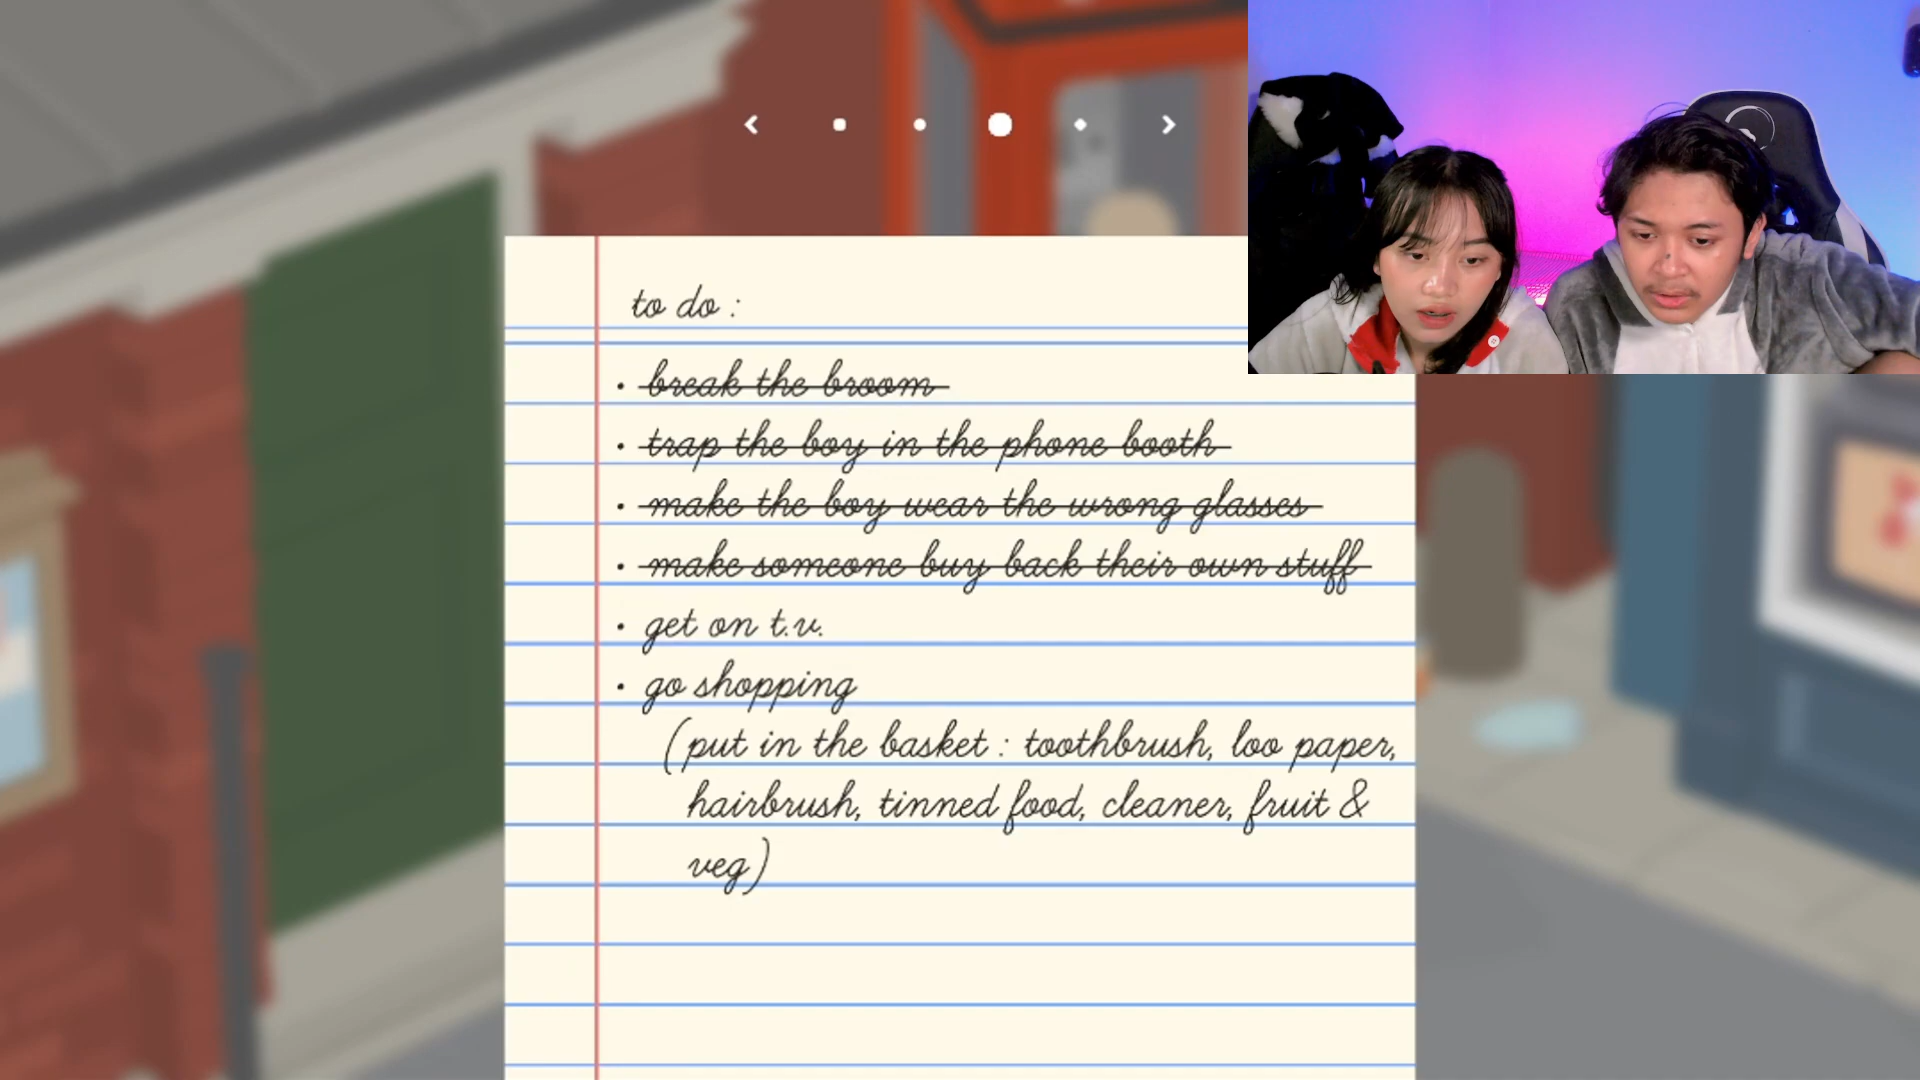 to do :
• break the broom
• trap the boy in the phone booth
• make the boy wear the wrong glasses
• make someone buy back their own stuff
• get on t.v.
• go shopping
(put in the basket : toothbrush, loo paper,
hairbrush, tinned food, cleaner, fruit &
veg)